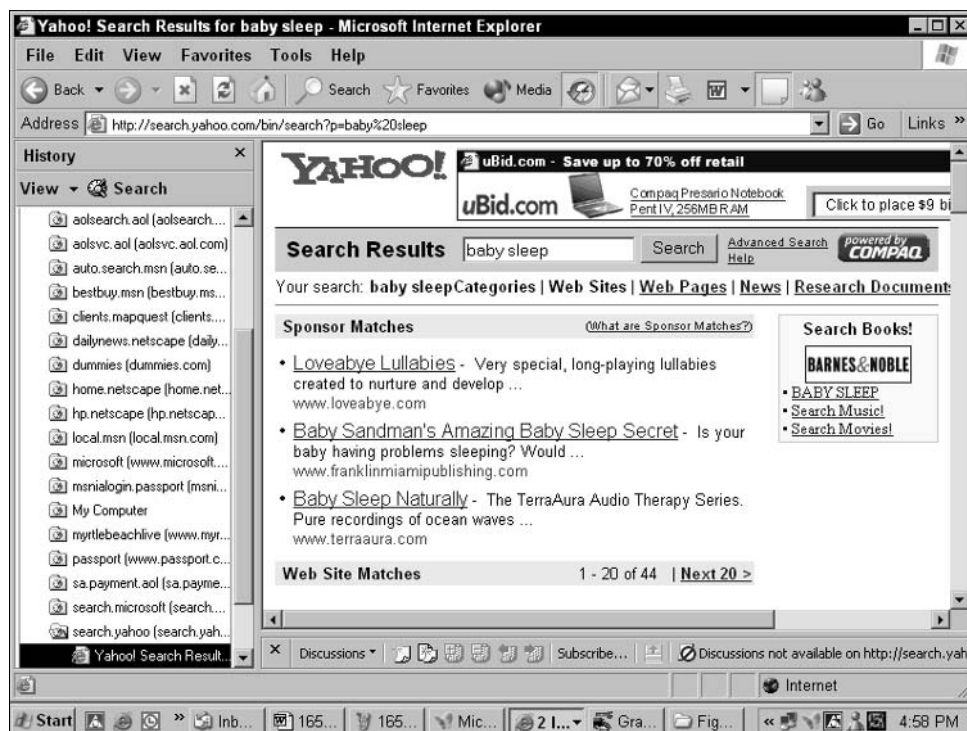 Yahoo! Search Results for baby sleep - Microsoft Internet Explorer
File Edit View Favorites Tools Help
Back Search Favorites Media
Address http://search.yahoo.com/bin/search?p=baby%20sleep Go Links »
History ×
View Search
aolsearch.aol (aolsearch....
aolsvc.aol (aolsvc.aol.com)
auto.search.msn (auto.se...
bestbuy.msn (bestbuy.ms...
clients.mapquest (clients....
dailynews.netscape (daily...
dummies (dummies.com)
home.netscape (home.net...
hp.netscape (hp.netscap...
local.msn (local.msn.com)
microsoft (www.microsoft....
msnialogin.passport (msni...
My Computer
myrtlebeachlive (www.myr...
passport (www.passport.c...
sa.payment.aol (sa.payme...
search.microsoft (search....
search.yahoo (search.yah...
Yahoo! Search Result...
YAHOO!
uBid.com - Save up to 70% off retail
uBid.com
Compaq Presario Notebook
Pent IV, 256MB RAM
Click to place $9 bi
Search Results baby sleep Search
Advanced Search
Help
powered by
COMPAQ
Your search: baby sleepCategories | Web Sites | Web Pages | News | Research Document
Sponsor Matches (What are Sponsor Matches?)
• Loveabye Lullabies - Very special, long-playing lullabies
created to nurture and develop ...
www.loveabye.com
• Baby Sandman's Amazing Baby Sleep Secret - Is your
baby having problems sleeping? Would ...
www.franklinmiamipublishing.com
• Baby Sleep Naturally - The TerraAura Audio Therapy Series.
Pure recordings of ocean waves ...
www.terraaura.com
Web Site Matches 1 - 20 of 44 | Next 20 >
Search Books!
BARNES&NOBLE
• BABY SLEEP
• Search Music!
• Search Movies!
× Discussions Subscribe... Discussions not available on http://search.yah
Internet
Start » Inb... 165... 165... Mic... 2 I... Gra... Fig... « 4:58 PM